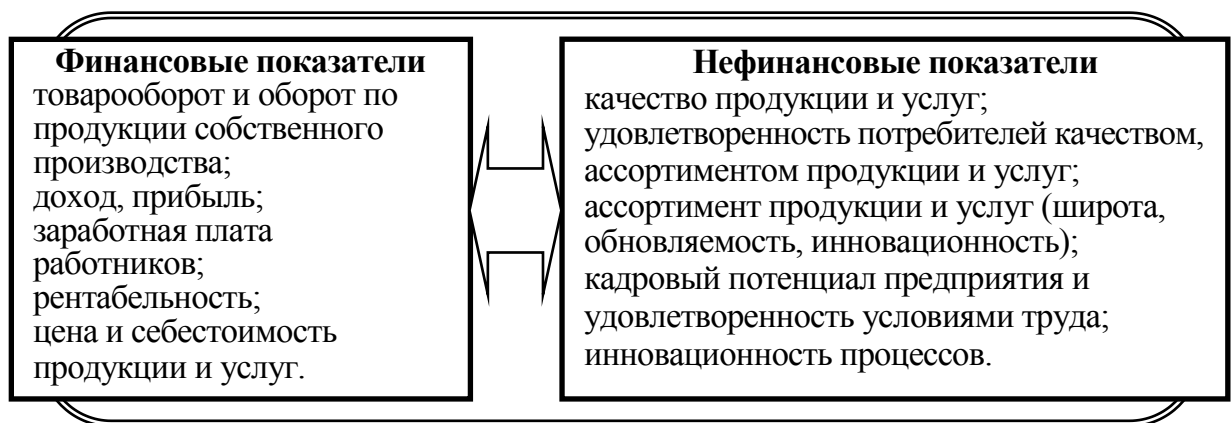 Финансовые показатели
товарооборот и оборот по
продукции собственного
производства;
доход, прибыль;
заработная плата
работников;
рентабельность;
цена и себестоимость
продукции и услуг.
Нефинансовые показатели
качество продукции и услуг;
удовлетворенность потребителей качеством,
ассортиментом продукции и услуг;
ассортимент продукции и услуг (широта,
обновляемость, инновационность);
кадровый потенциал предприятия и
удовлетворенность условиями труда;
инновационность процессов.